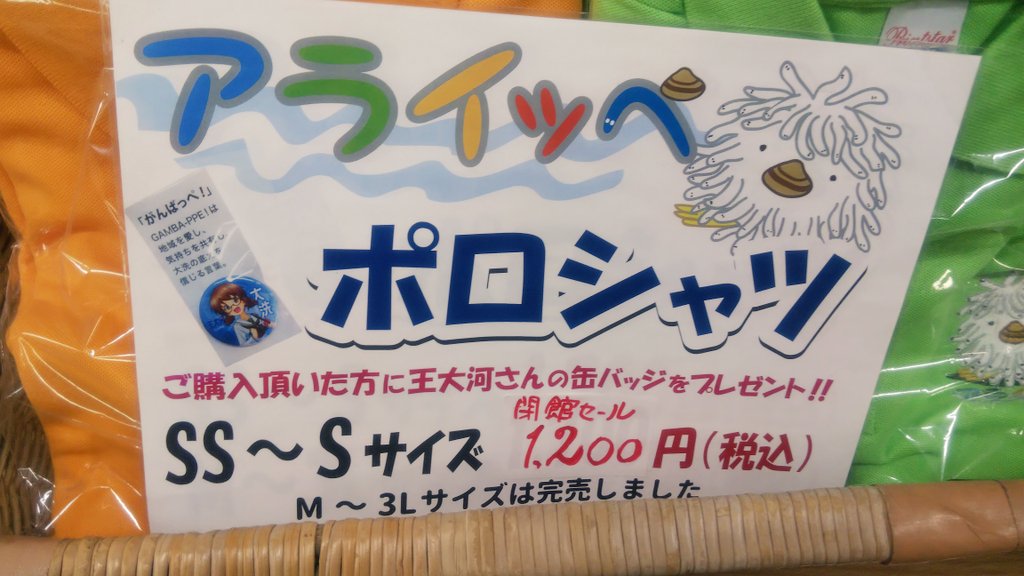 アライッペ
Printstar
「がんばっぺ！」
GAMBA-PPE！は
地域を愛し、
気持ちを共
大洗の底力
信じる言葉。
ポロシャツ
ご購入頂いた方に王大河さんの缶バッジをプレゼント!!
閉館セール
SS～Sサイズ 1,200円(税込)
M～3Lサイズは完売しました